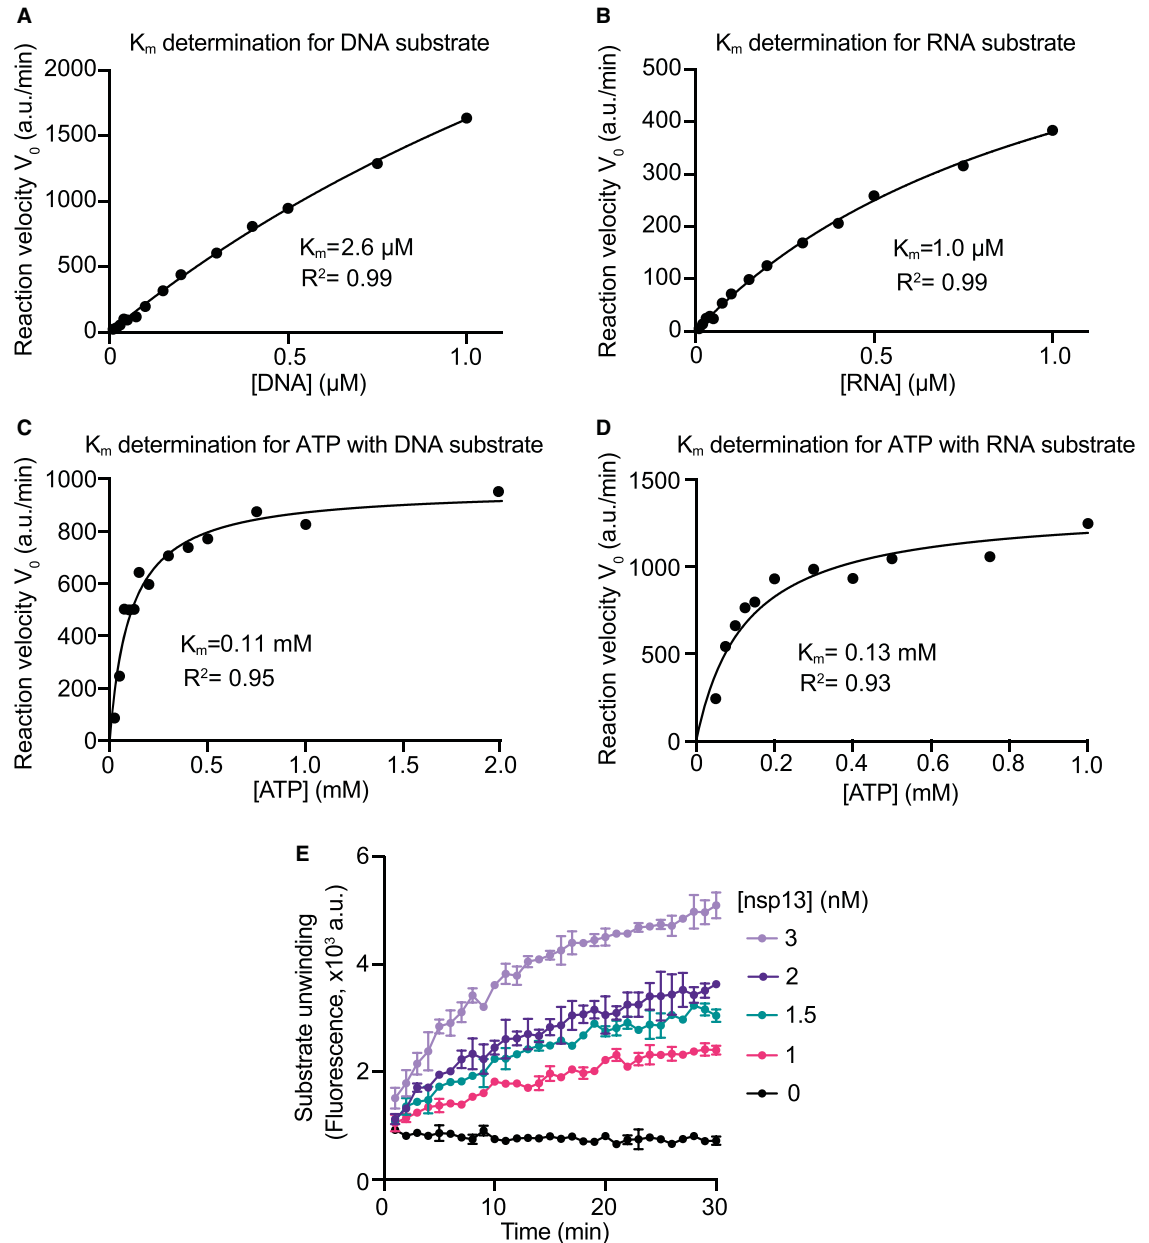 A
Kₘ determination for DNA substrate
Reaction velocity V₀ (a.u./min)
2000
1500
1000
500
0
Kₘ=2.6 µM
R²= 0.99
0 0.5 1.0
[DNA] (µM)
B
Kₘ determination for RNA substrate
Reaction velocity V₀ (a.u./min)
500
400
300
200
100
0
Kₘ=1.0 µM
R²= 0.99
0 0.5 1.0
[RNA] (µM)
C
Kₘ determination for ATP with DNA substrate
Reaction velocity V₀ (a.u./min)
1000
800
600
400
200
0
Kₘ=0.11 mM
R²= 0.95
0 0.5 1.0 1.5 2.0
[ATP] (mM)
D
Kₘ determination for ATP with RNA substrate
Reaction velocity V₀ (a.u./min)
1500
1000
500
0
Kₘ= 0.13 mM
R²= 0.93
0 0.2 0.4 0.6 0.8 1.0
[ATP] (mM)
E
Substrate unwinding
(Fluorescence, x10³ a.u.)
6
4
2
0
0 10 20 30
Time (min)
[nsp13] (nM)
3
2
1.5
1
0